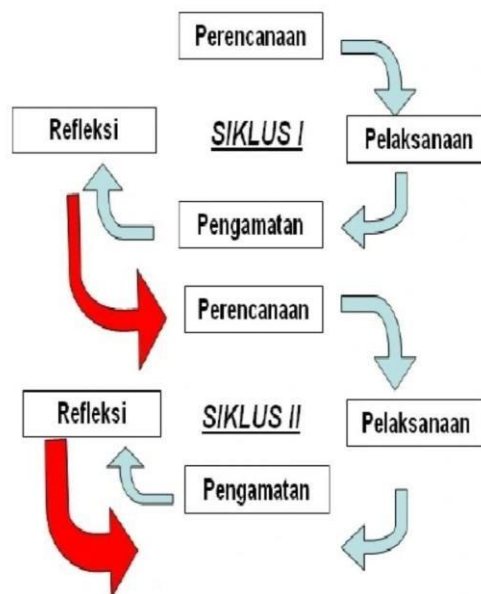 Perencanaan
Refleksi
SIKLUS I
Pelaksanaan
Pengamatan
Perencanaan
Refleksi
SIKLUS II
Pelaksanaan
Pengamatan